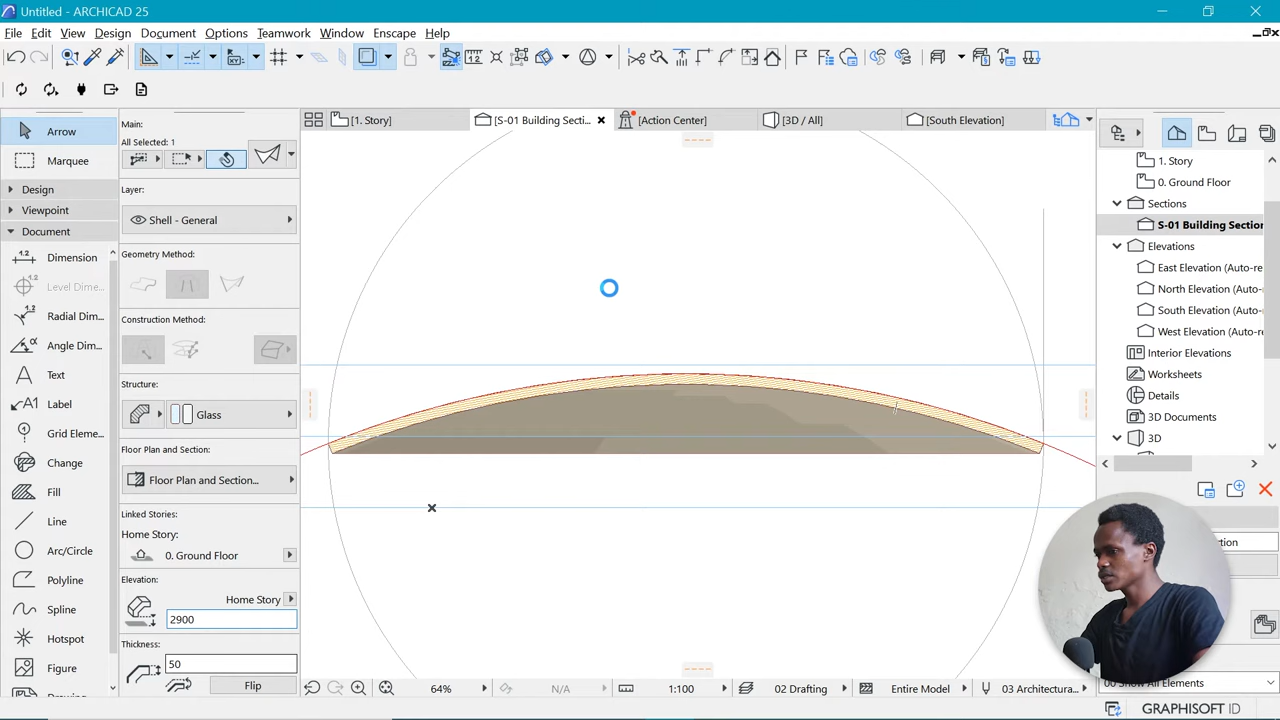 Untitled - ARCHICAD 25
File Edit View Design Document Options Teamwork Window Enscape Help
[1. Story] [S-01 Building Secti... [Action Center] [3D / All] [South Elevation]
Arrow
Marquee
Design
Viewpoint
Document
Dimension
Level Dime...
Radial Dim...
Angle Dim...
Text
Label
Grid Eleme...
Change
Fill
Line
Arc/Circle
Polyline
Spline
Hotspot
Figure
Main:
All Selected: 1
Layer:
Shell - General
Geometry Method:
Construction Method:
Structure:
Glass
Floor Plan and Section:
Floor Plan and Section...
Linked Stories:
Home Story:
0. Ground Floor
Elevation:
Home Story
2900
Thickness:
50
Flip
1. Story
0. Ground Floor
Sections
S-01 Building Section
Elevations
East Elevation (Auto-re
North Elevation (Auto-
South Elevation (Auto-
West Elevation (Auto-re
Interior Elevations
Worksheets
Details
3D Documents
3D
64% N/A 1:100 02 Drafting Entire Model 03 Architectura...
GRAPHISOFT ID